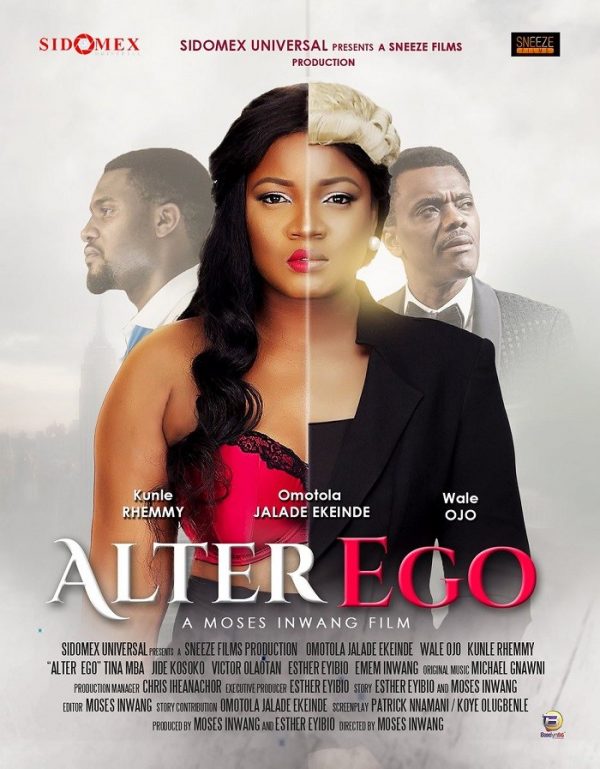 SIDOMEX
SIDOMEX UNIVERSAL PRESENTS A SNEEZE FILMS
PRODUCTION
SNEEZE
FILMS
Kunle
RHEMMY
Omotola
JALADE EKEINDE
Wale
OJO
ALTER EGO
A MOSES INWANG FILM
SIDOMEX UNIVERSAL PRESENTS A SNEEZE FILMS PRODUCTION OMOTOLA JALADE EKEINDE WALE OJO KUNLE RHEMMY
"ALTER EGO" TINA MBA JIDE KOSOKO VICTOR OLAOTAN ESTHER EYIBIO EMEM INWANG ORIGINAL MUSIC MICHAEL GNAWNI
PRODUCTION MANAGER CHRIS IHEANACHOR EXECUTIVE PRODUCER ESTHER EYIBIO STORY ESTHER EYIBIO AND MOSES INWANG
EDITOR MOSES INWANG STORY CONTRIBUTION OMOTOLA JALADE EKEINDE SCREENPLAY PATRICK NNAMANI / KOYE OLUGBENLE
PRODUCED BY MOSES INWANG AND ESTHER EYIBIO DIRECTED BY MOSES INWANG